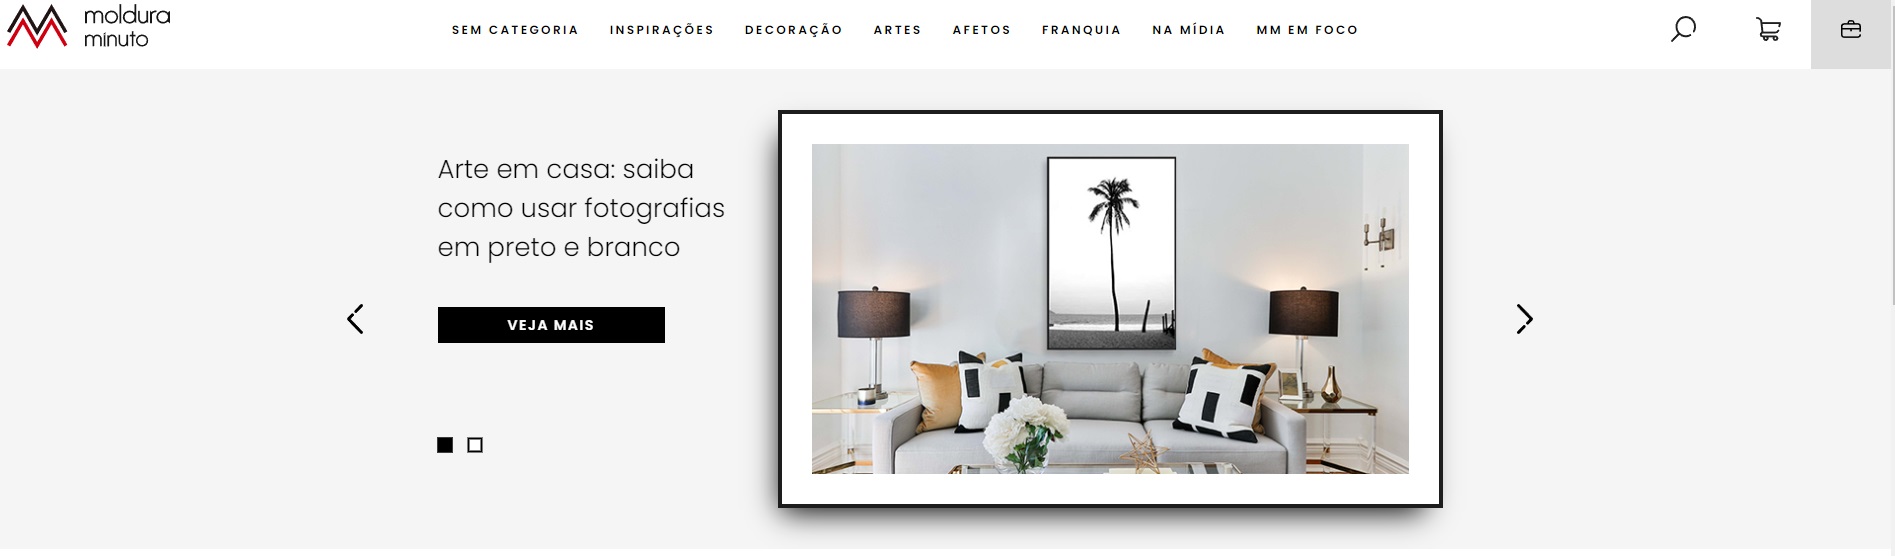 moldura
minuto
SEM CATEGORIA INSPIRAÇÕES DECORAÇÃO ARTES AFETOS FRANQUIA NA MÍDIA MM EM FOCO
Arte em casa: saiba
como usar fotografias
em preto e branco
VEJA MAIS